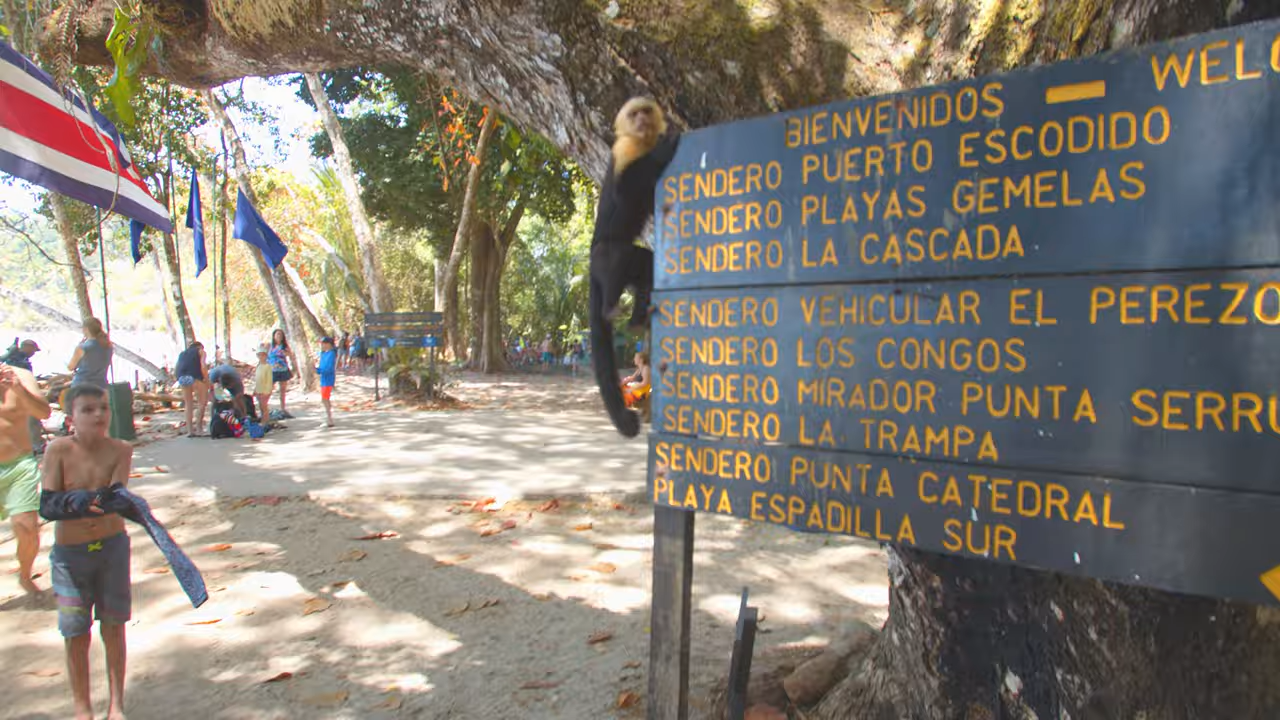 BIENVENIDOS - WELC
SENDERO PUERTO ESCODIDO
SENDERO PLAYAS GEMELAS
SENDERO LA CASCADA
SENDERO VEHICULAR EL PEREZO
SENDERO LOS CONGOS
SENDERO MIRADOR PUNTA SERRU
SENDERO LA TRAMPA
SENDERO PUNTA CATEDRAL
PLAYA ESPADILLA SUR